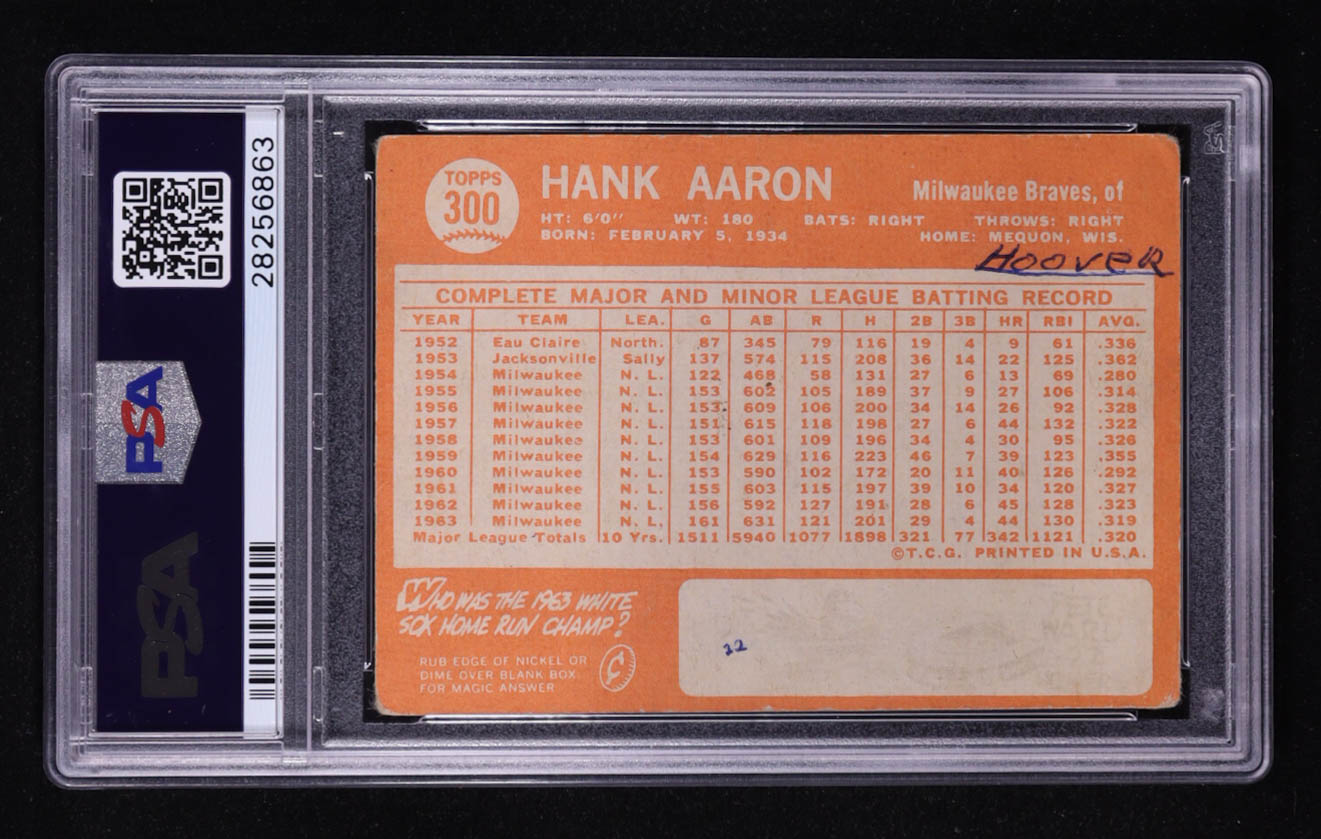 28256863
PSA
PSA
TOPPS
300
HANK AARON
Milwaukee Braves, of
HT: 6'0" WT: 180 BATS: RIGHT THROWS: RIGHT
BORN: FEBRUARY 5, 1934 HOME: MEQUON, WIS.
HOOVER
COMPLETE MAJOR AND MINOR LEAGUE BATTING RECORD
YEAR TEAM LEA. G AB R H 2B 3B HR RBI AVG.
1952 Eau Claire North. 87 345 79 116 19 4 9 61 .336
1953 Jacksonville Sally 137 574 115 208 36 14 22 125 .362
1954 Milwaukee N. L. 122 468 58 131 27 6 13 69 .280
1955 Milwaukee N. L. 153 602 105 189 37 9 27 106 .314
1956 Milwaukee N. L. 153 609 106 200 34 14 26 92 .328
1957 Milwaukee N. L. 151 615 118 198 27 6 44 132 .322
1958 Milwaukee N. L. 153 601 109 196 34 4 30 95 .326
1959 Milwaukee N. L. 154 629 116 223 46 7 39 123 .355
1960 Milwaukee N. L. 153 590 102 172 20 11 40 126 .292
1961 Milwaukee N. L. 155 603 115 197 39 10 34 120 .327
1962 Milwaukee N. L. 156 592 127 191 28 6 45 128 .323
1963 Milwaukee N. L. 161 631 121 201 29 4 44 130 .319
Major League Totals 10 Yrs. 1511 5940 1077 1898 321 77 342 1121 .320
©T.C.G. PRINTED IN U.S.A.
WHO WAS THE 1963 WHITE
SOX HOME RUN CHAMP?
RUB EDGE OF NICKEL OR
DIME OVER BLANK BOX
FOR MAGIC ANSWER
¢
22